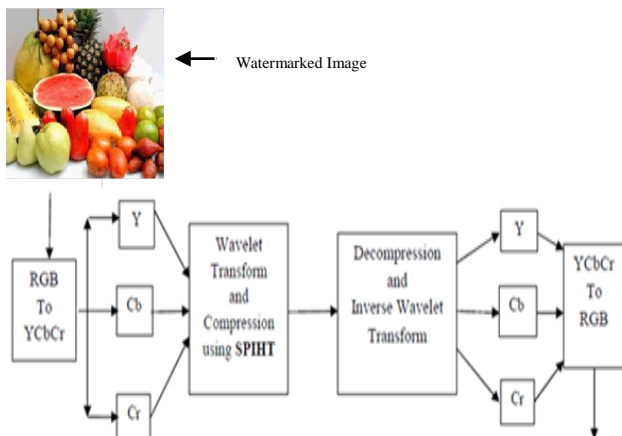 Watermarked Image
RGB
To
YCbCr
Y
Cb
Cr
Wavelet
Transform
and
Compression
using SPIHT
Decompression
and
Inverse Wavelet
Transform
Y
Cb
Cr
YCbCr
To
RGB